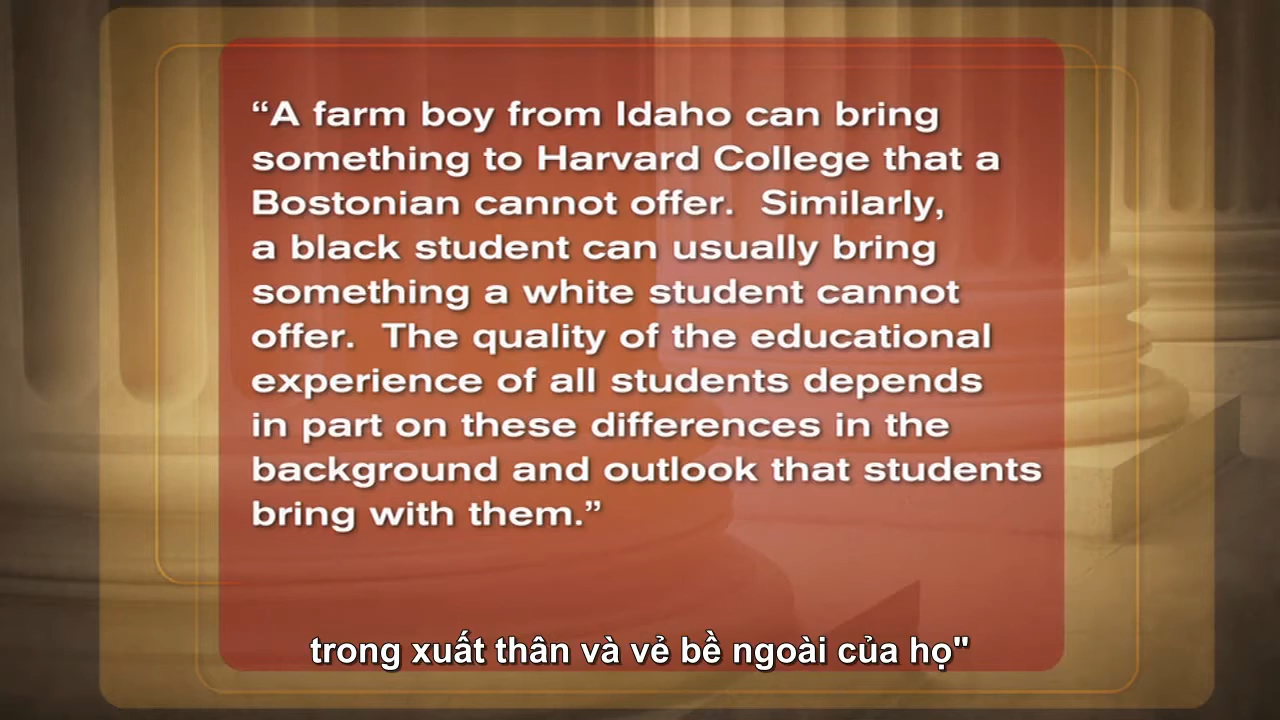 “A farm boy from Idaho can bring
something to Harvard College that a
Bostonian cannot offer.  Similarly,
a black student can usually bring
something a white student cannot
offer.  The quality of the educational
experience of all students depends
in part on these differences in the
background and outlook that students
bring with them.”
trong xuất thân và vẻ bề ngoài của họ"